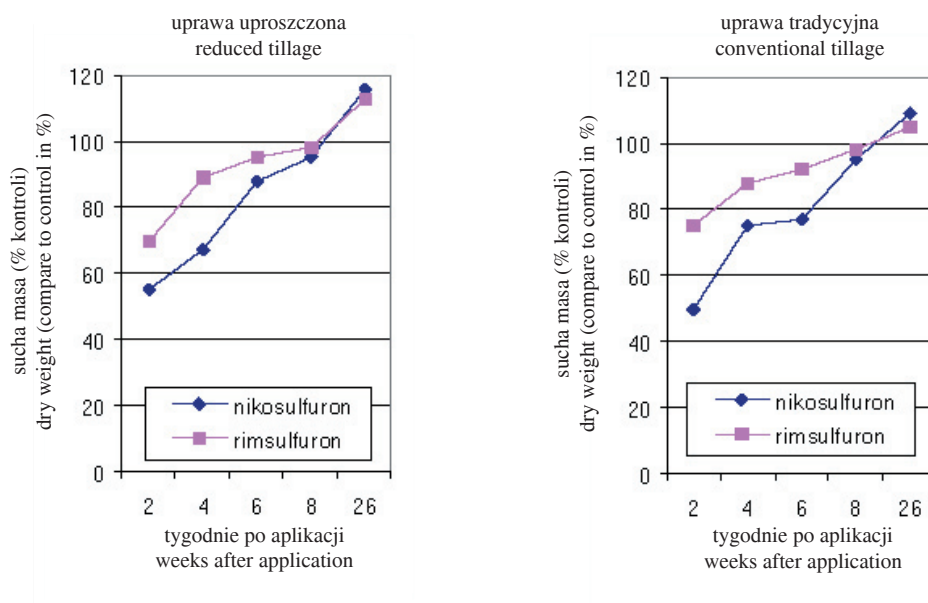 uprawa uproszczona
reduced tillage
sucha masa (% kontroli)
dry weight (compare to control in %)
120
100
80
60
40
20
0
nikosulfuron
rimsulfuron
2 4 6 8 26
tygodnie po aplikacji
weeks after application
uprawa tradycyjna
conventional tillage
sucha masa (% kontroli)
dry weight (compare to control in %)
120
100
80
60
40
20
0
nikosulfuron
rimsulfuron
2 4 6 8 26
tygodnie po aplikacji
weeks after application